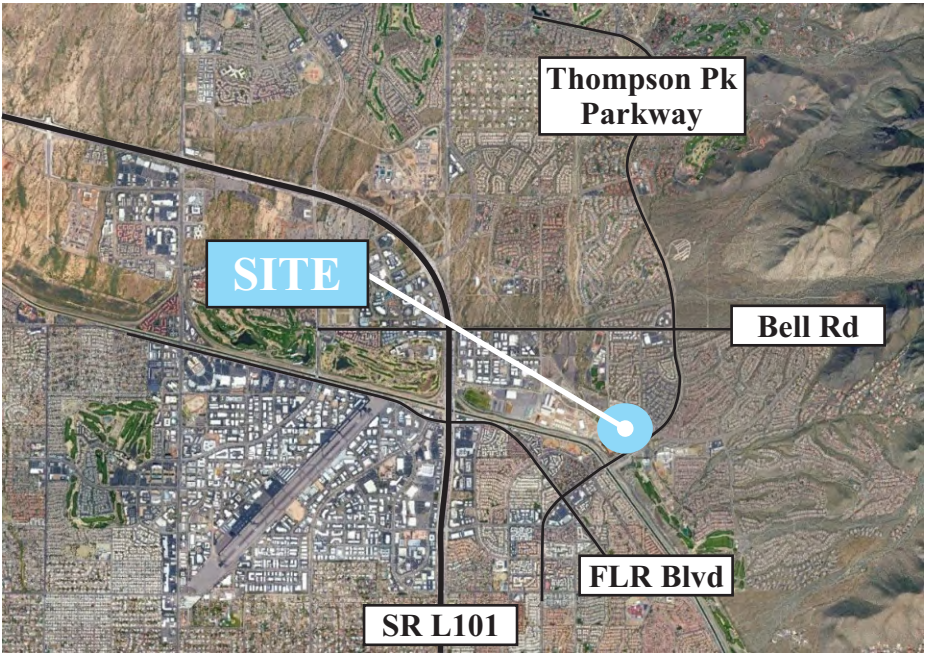 Thompson Pk
Parkway
SITE
Bell Rd
FLR Blvd
SR L101